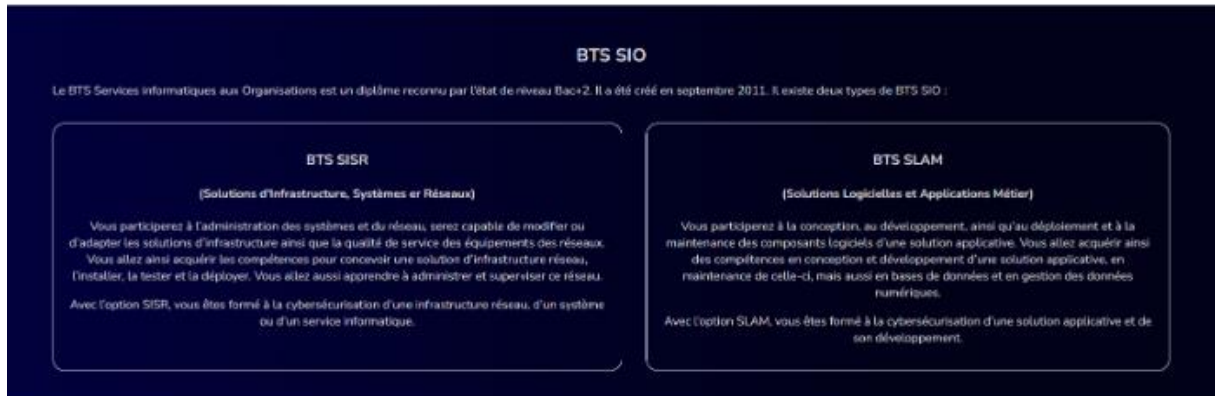 BTS SIO
Le BTS Services informatiques aux Organisations est un diplôme reconnu par l'état de niveau Bac+2. Il a été créé en septembre 2011. Il existe deux types de BTS SIO :
BTS SISR
(Solutions d'Infrastructure, Systèmes er Réseaux)
Vous participerez à l'administration des systèmes et du réseau, serez capable de modifier ou
d'adapter les solutions d'infrastructure ainsi que la qualité de service des équipements des réseaux.
Vous allez ainsi acquérir les compétences pour concevoir une solution d'infrastructure réseau,
l'installer, la tester et la déployer. Vous allez aussi apprendre à administrer et superviser ce réseau.
Avec l'option SISR, vous êtes formé à la cybersécurisation d'une infrastructure réseau, d'un système
ou d'un service informatique.
BTS SLAM
(Solutions Logicielles et Applications Métier)
Vous participerez à la conception, au développement, ainsi qu'au déploiement et à la
maintenance des composants logiciels d'une solution applicative. Vous allez acquérir ainsi
des compétences en conception et développement d'une solution applicative, en
maintenance de celle-ci, mais aussi en bases de données et en gestion des données
numériques.
Avec l'option SLAM, vous êtes formé à la cybersécurisation d'une solution applicative et de
son développement.